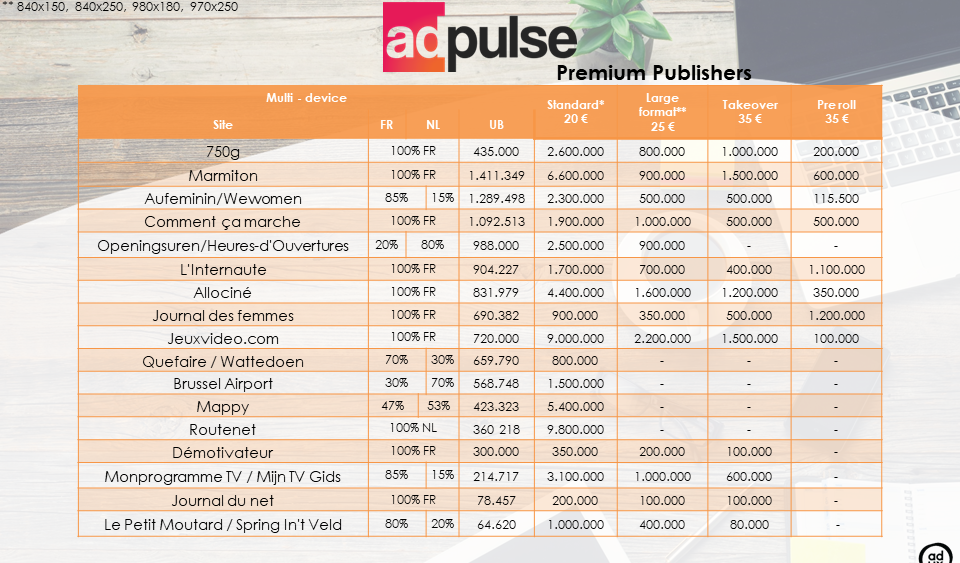 ** 840x150, 840x250, 980x180, 970x250
adpulse
Premium Publishers
Multi - device Standard* 20 € Large format** 25 € Takeover 35 € Pre roll 35 €
Site FR NL UB
750g 100% FR 435.000 2.600.000 800.000 1.000.000 200.000
Marmiton 100% FR 1.411.349 6.600.000 900.000 1.500.000 600.000
Aufeminin/Wewomen 85% 15% 1.289.498 2.300.000 500.000 500.000 115.500
Comment ça marche 100% FR 1.092.513 1.900.000 1.000.000 500.000 500.000
Openingsuren/Heures-d'Ouvertures 20% 80% 988.000 2.500.000 900.000 - -
L'Internaute 100% FR 904.227 1.700.000 700.000 400.000 1.100.000
Allociné 100% FR 831.979 4.400.000 1.600.000 1.200.000 350.000
Journal des femmes 100% FR 690.382 900.000 350.000 500.000 1.200.000
Jeuxvideo.com 100% FR 720.000 9.000.000 2.200.000 1.500.000 100.000
Quefaire / Wattedoen 70% 30% 659.790 800.000 - - -
Brussel Airport 30% 70% 568.748 1.500.000 - - -
Mappy 47% 53% 423.323 5.400.000 - - -
Routenet 100% NL 360 218 9.800.000 - - -
Démotivateur 100% FR 300.000 350.000 200.000 100.000 -
Monprogramme TV / Mijn TV Gids 85% 15% 214.717 3.100.000 1.000.000 600.000 -
Journal du net 100% FR 78.457 200.000 100.000 100.000 -
Le Petit Moutard / Spring In't Veld 80% 20% 64.620 1.000.000 400.000 80.000 -
ad